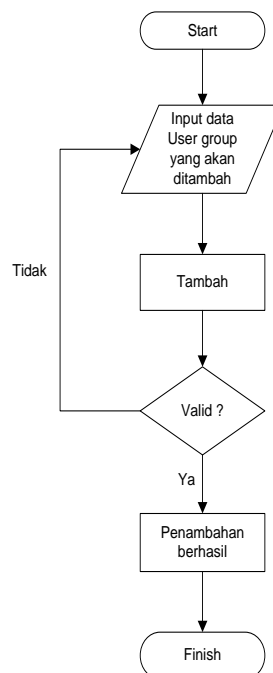 Start
Input data
User group
yang akan
ditambah
Tidak
Tambah
Valid ?
Ya
Penambahan
berhasil
Finish